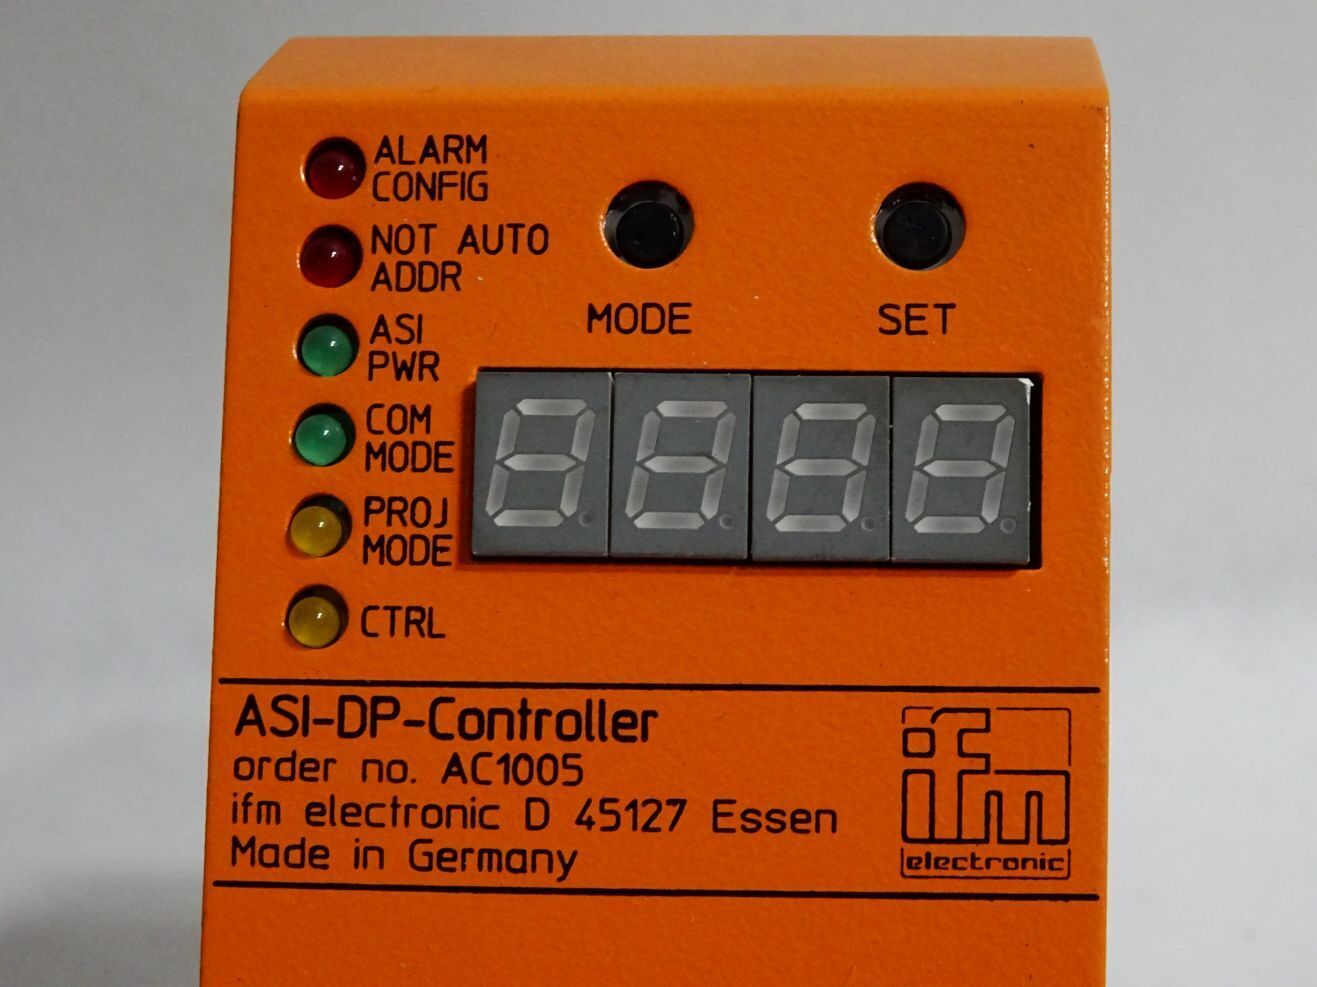 ALARM
CONFIG
NOT AUTO
ADDR
ASI
PWR
COM
MODE
PROJ
MODE
CTRL
MODE
SET
ASI-DP-Controller
order no. AC1005
ifm electronic D 45127 Essen
Made in Germany
ifm
electronic